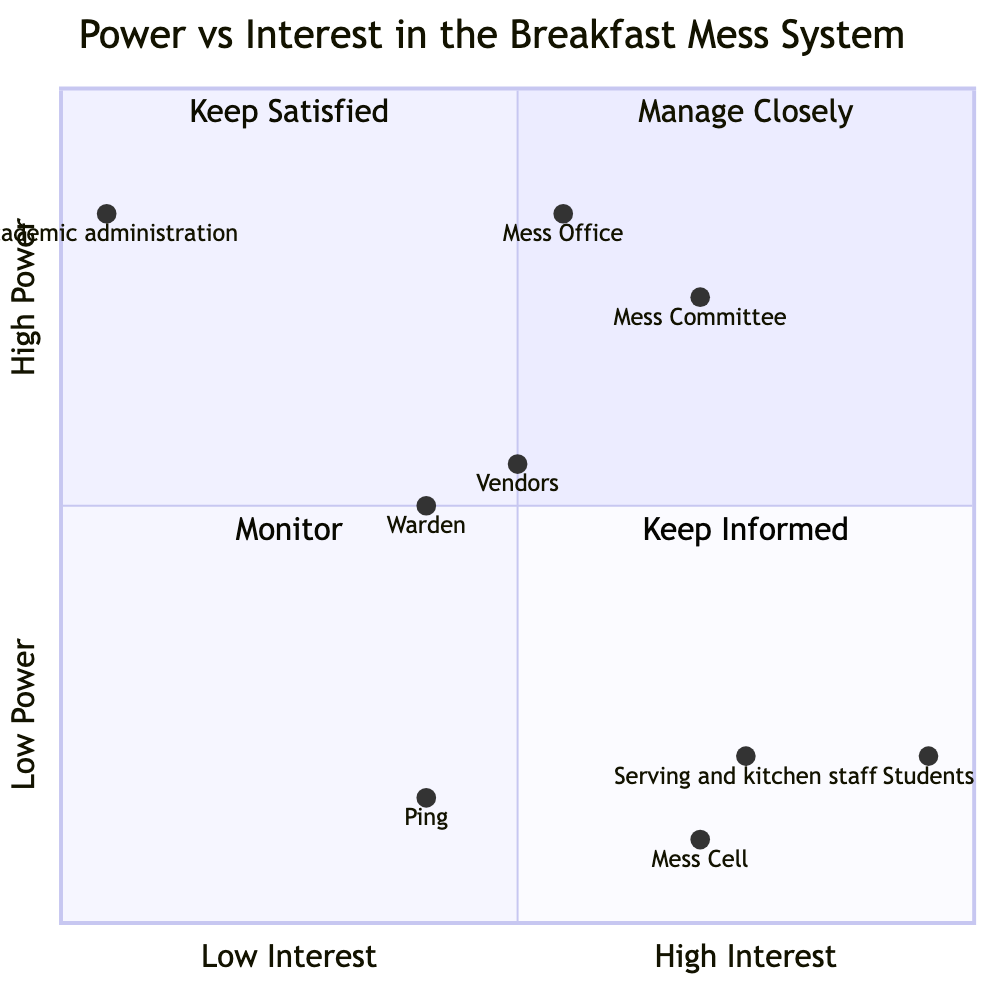 Power vs Interest in the Breakfast Mess System
Keep Satisfied
Manage Closely
administration
Mess Office
High Power
Mess Committee
Vendors
Warden
Monitor
Keep Informed
Low Power
Serving and kitchen staff
Students
Ping
Mess Cell
Low Interest
High Interest